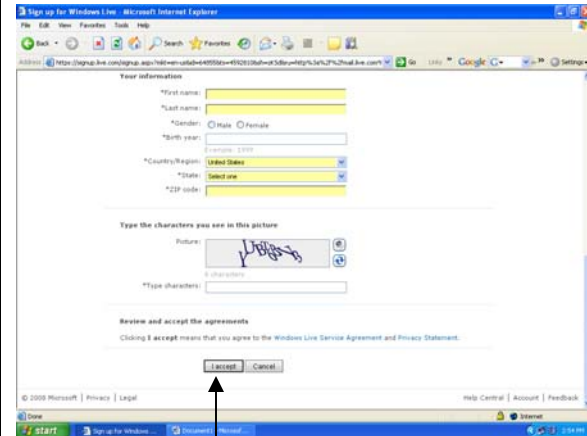 Sign up for Windows Live - Microsoft Internet Explorer
File Edit View Favorites Tools Help
Back Search Favorites
Address Go Google Settings
Your information
*First name:
*Last name:
*Gender: Male Female
*Birth year:
Example: 1999
*Country/Region: United States
*State: Select one
*ZIP code:
Type the characters you see in this picture
Picture:
8 characters
*Type characters:
Review and accept the agreements
Clicking I accept means that you agree to the Windows Live Service Agreement and Privacy Statement.
I accept Cancel
© 2008 Microsoft | Privacy | Legal Help Central | Account | Feedback
Done Internet
start Sign up for Windows ... 2:54 PM